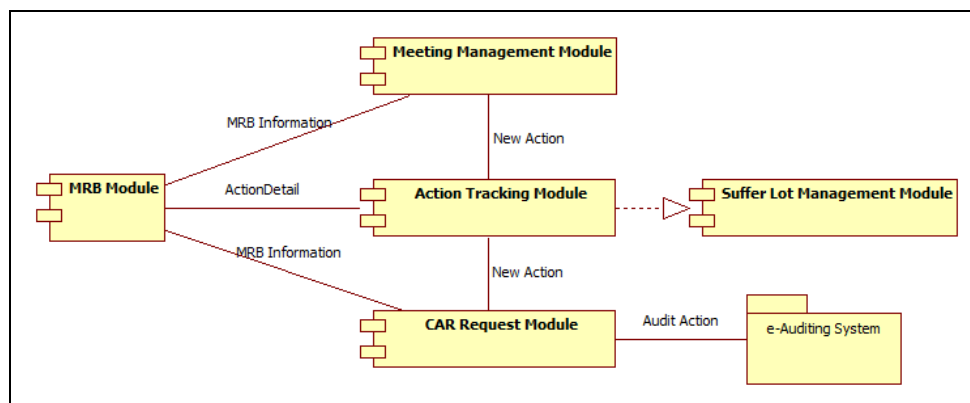 Meeting Management Module
MRB Information
New Action
MRB Module
ActionDetail
Action Tracking Module
Suffer Lot Management Module
MRB Information
New Action
CAR Request Module
Audit Action
e-Auditing System